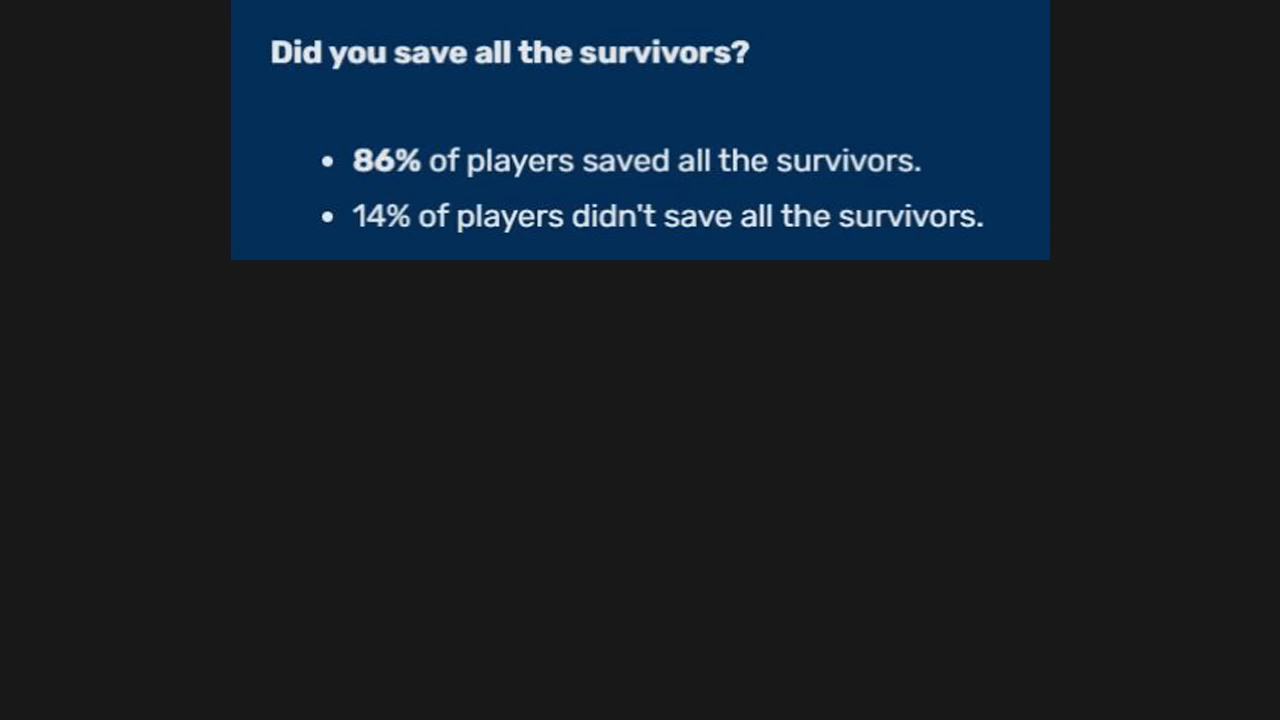 Did you save all the survivors?
• 86% of players saved all the survivors.
• 14% of players didn't save all the survivors.